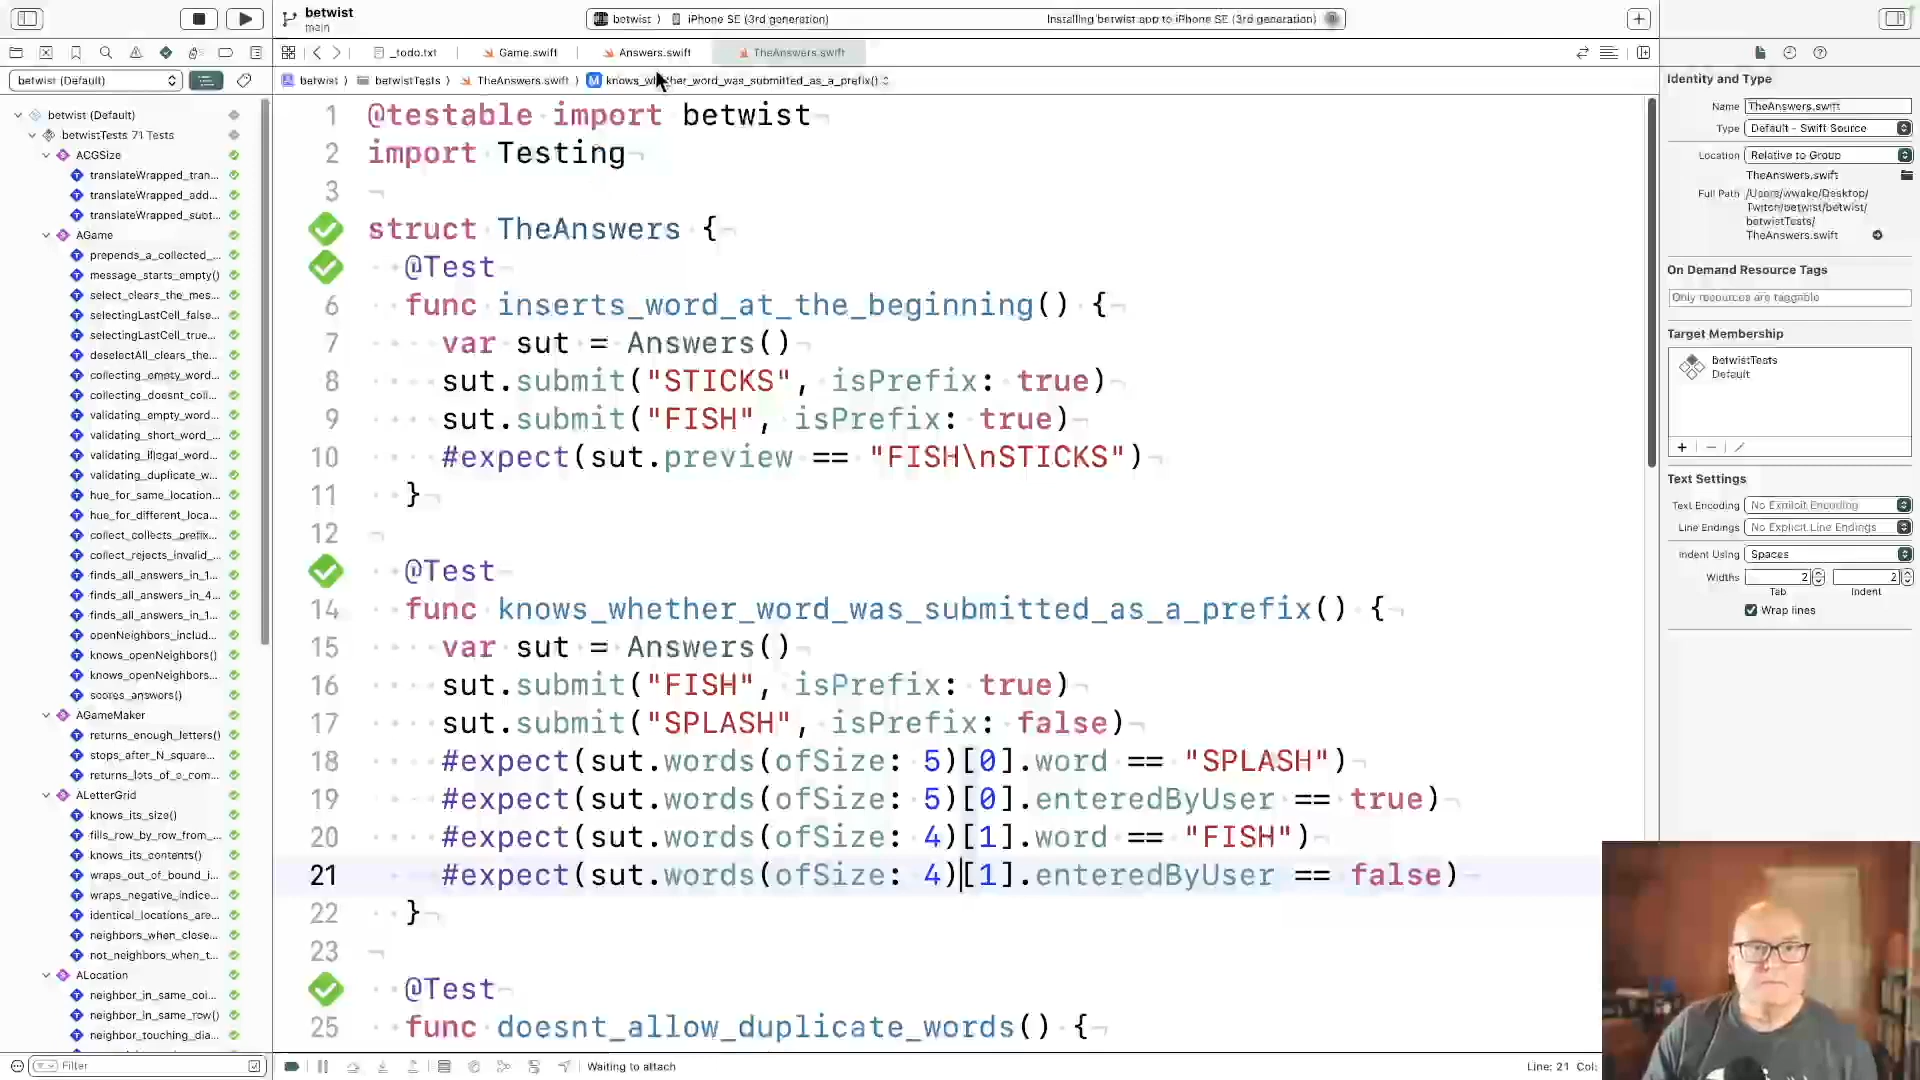 betwist
main
betwist
iPhone SE (3rd generation)
Installing betwist app to iPhone SE (3rd generation)
_todo.txt
Game.swift
Answers.swift
TheAnswers.swift
betwist (Default)
betwist
betwistTests
TheAnswers.swift
M
knows_whether_word_was_submitted_as_a_prefix()
betwist (Default)
betwistTests 71 Tests
ACGSize
translateWrapped_tran...
translateWrapped_add...
translateWrapped_subt...
AGame
prepends_a_collected_...
message_starts_empty()
select_clears_the_mes...
selectingLastCell_false...
selectingLastCell_true...
deselectAll_clears_the...
collecting_empty_word...
collecting_doesnt_coll...
validating_empty_word...
validating_short_word_...
validating_illegal_word...
validating_duplicate_w...
hue_for_same_location...
hue_for_different_loca...
collect_collects_prefix...
collect_rejects_invalid_...
finds_all_answers_in_1...
finds_all_answers_in_4...
finds_all_answers_in_1...
openNeighbors_includ...
knows_openNeighbors()
knows_openNeighbors...
scores_answers()
AGameMaker
returns_enough_letters()
stops_after_N_square...
returns_lots_of_e_com...
ALetterGrid
knows_its_size()
fills_row_by_row_from_...
knows_its_contents()
wraps_out_of_bound_i...
wraps_negative_indice...
identical_locations_are...
neighbors_when_close...
not_neighbors_when_t...
ALocation
neighbor_in_same_col...
neighbor_in_same_row()
neighbor_touching_dia...
Filter
1 @testable import betwist
2 import Testing
3
struct TheAnswers {
@Test
6 func inserts_word_at_the_beginning() {
7 var sut = Answers()
8 sut.submit("STICKS", isPrefix: true)
9 sut.submit("FISH", isPrefix: true)
10 #expect(sut.preview == "FISH\nSTICKS")
11 }
12
@Test
14 func knows_whether_word_was_submitted_as_a_prefix() {
15 var sut = Answers()
16 sut.submit("FISH", isPrefix: true)
17 sut.submit("SPLASH", isPrefix: false)
18 #expect(sut.words(ofSize: 5)[0].word == "SPLASH")
19 #expect(sut.words(ofSize: 5)[0].enteredByUser == true)
20 #expect(sut.words(ofSize: 4)[1].word == "FISH")
21 #expect(sut.words(ofSize: 4)[1].enteredByUser == false)
22 }
23
@Test
25 func doesnt_allow_duplicate_words() {
Waiting to attach
Line: 21 Col:
Identity and Type
Name TheAnswers.swift
Type Default - Swift Source
Location Relative to Group
TheAnswers.swift
Full Path /Users/wwake/Desktop/
Twitch/betwist/betwist/
betwistTests/
TheAnswers.swift
On Demand Resource Tags
Only resources are taggable
Target Membership
betwistTests
Default
Text Settings
Text Encoding No Explicit Encoding
Line Endings No Explicit Line Endings
Indent Using Spaces
Widths 2 2
Tab Indent
Wrap lines